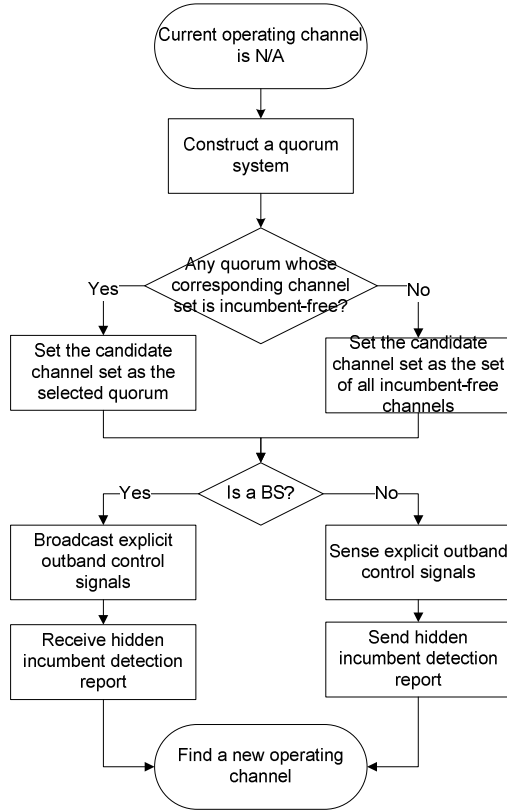 Current operating channel
is N/A
Construct a quorum
system
Any quorum whose
corresponding channel
set is incumbent-free?
Yes
No
Set the candidate
channel set as the
selected quorum
Set the candidate
channel set as the set
of all incumbent-free
channels
Is a BS?
Yes
No
Broadcast explicit
outband control
signals
Sense explicit outband
control signals
Receive hidden
incumbent detection
report
Send hidden
incumbent detection
report
Find a new operating
channel